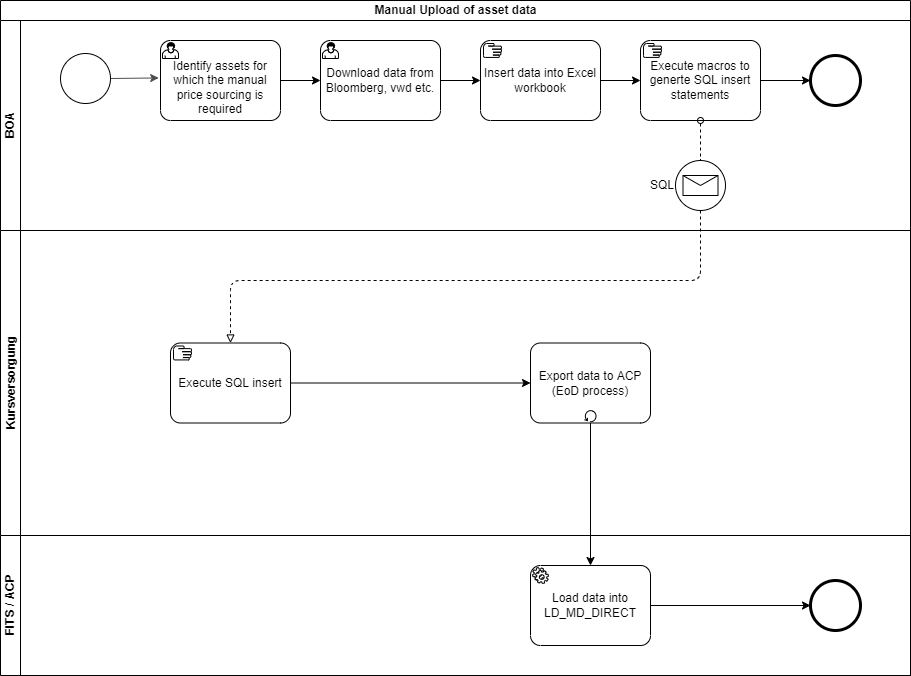 Manual Upload of asset data
BOA
Identify assets for
which the manual
price sourcing is
required
Download data from
Bloomberg, vwd etc.
Insert data into Excel
workbook
Execute macros to
generte SQL insert
statements
SQL
Kursversorgung
Execute SQL insert
Export data to ACP
(EoD process)
FITS / ACP
Load data into
LD_MD_DIRECT